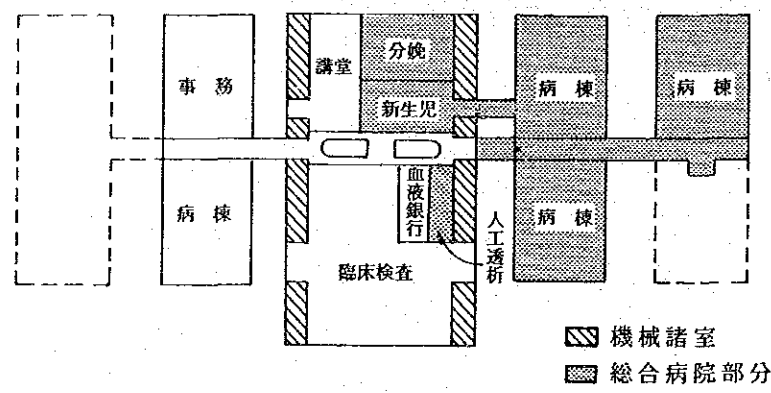 分娩
講堂
事務
病棟
病棟
新生児
病棟
血液銀行
病棟
人工透析
臨床検査
機械諸室
総合病院部分